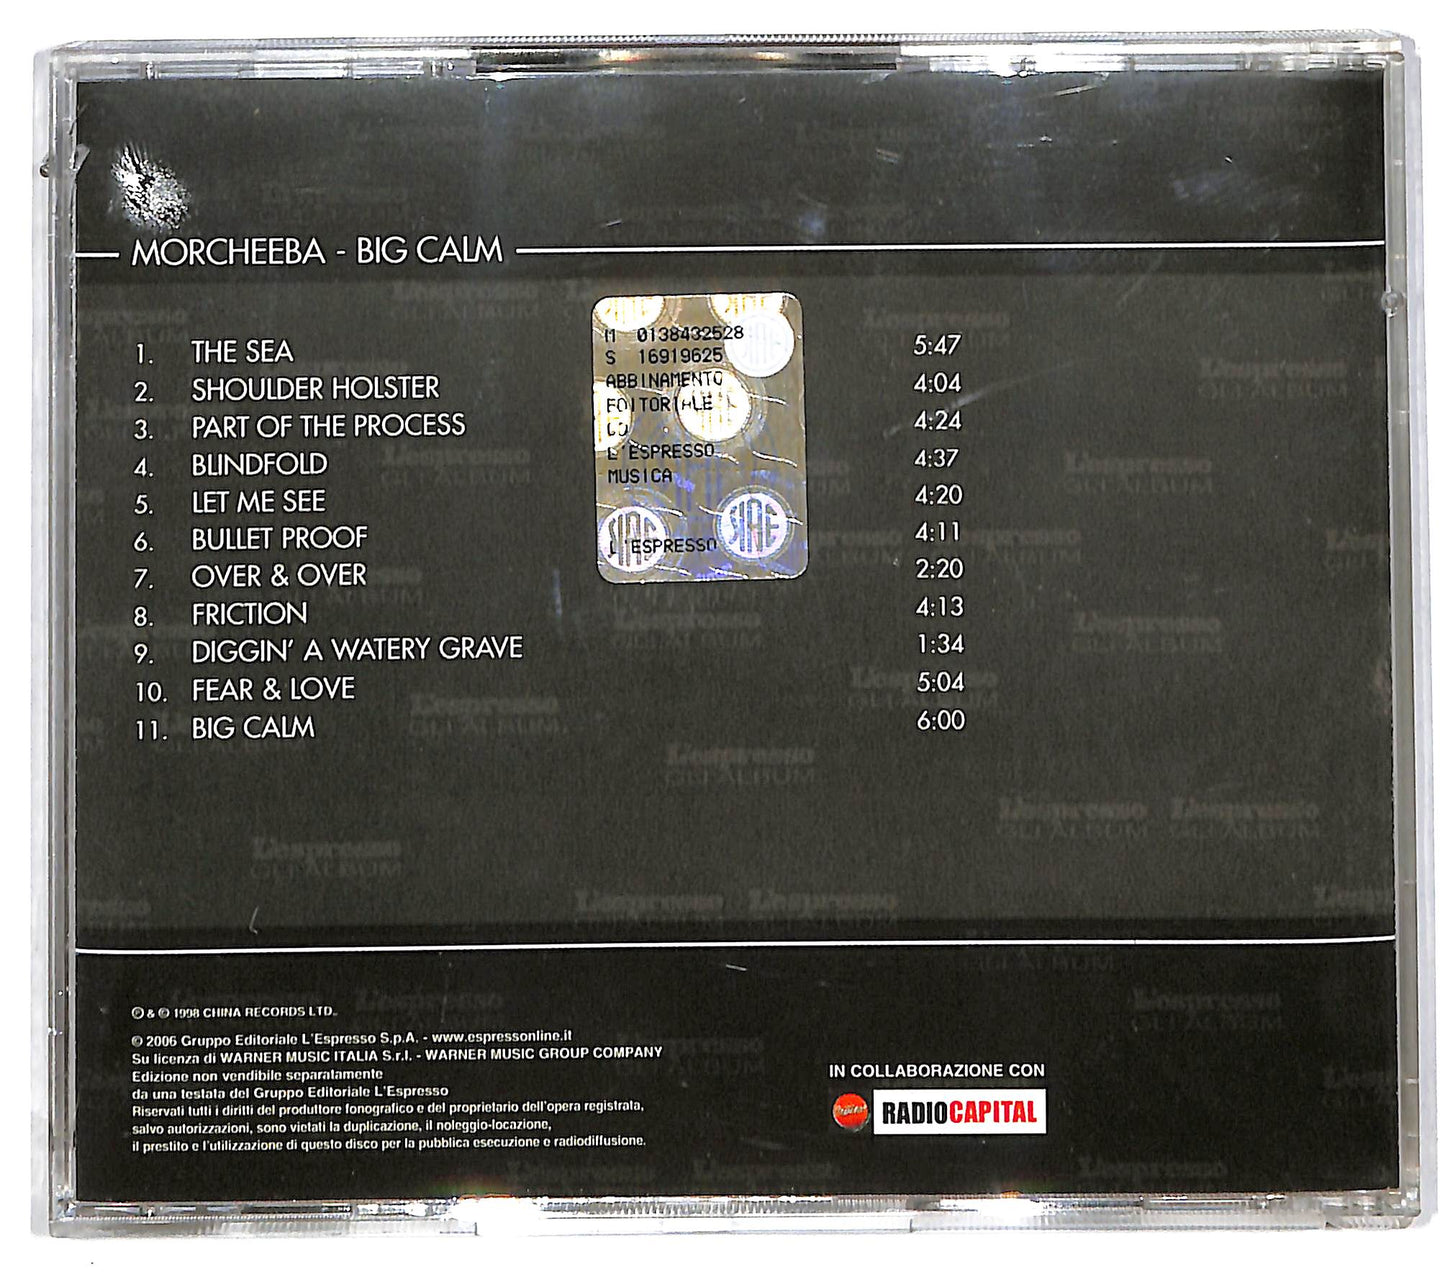 MORCHEEBA - BIG CALM
1. THE SEA 5:47
2. SHOULDER HOLSTER 4:04
3. PART OF THE PROCESS 4:24
4. BLINDFOLD 4:37
5. LET ME SEE 4:20
6. BULLET PROOF 4:11
7. OVER & OVER 2:20
8. FRICTION 4:13
9. DIGGIN' A WATERY GRAVE 1:34
10. FEAR & LOVE 5:04
11. BIG CALM 6:00
M 0138432528
S 16919625
ABBINAMENTO
EDITORIALE
CD
L'ESPRESSO
MUSICA
L'ESPRESSO
℗ & © 1998 CHINA RECORDS LTD.
© 2006 Gruppo Editoriale L'Espresso S.p.A. - www.espressonline.it
Su licenza di WARNER MUSIC ITALIA S.r.l. - WARNER MUSIC GROUP COMPANY
Edizione non vendibile separatamente
da una testata del Gruppo Editoriale L'Espresso
Riservati tutti i diritti del produttore fonografico e del proprietario dell'opera registrata,
salvo autorizzazioni, sono vietati la duplicazione, il noleggio-locazione,
il prestito e l'utilizzazione di questo disco per la pubblica esecuzione e radiodiffusione.
IN COLLABORAZIONE CON
RADIOCAPITAL